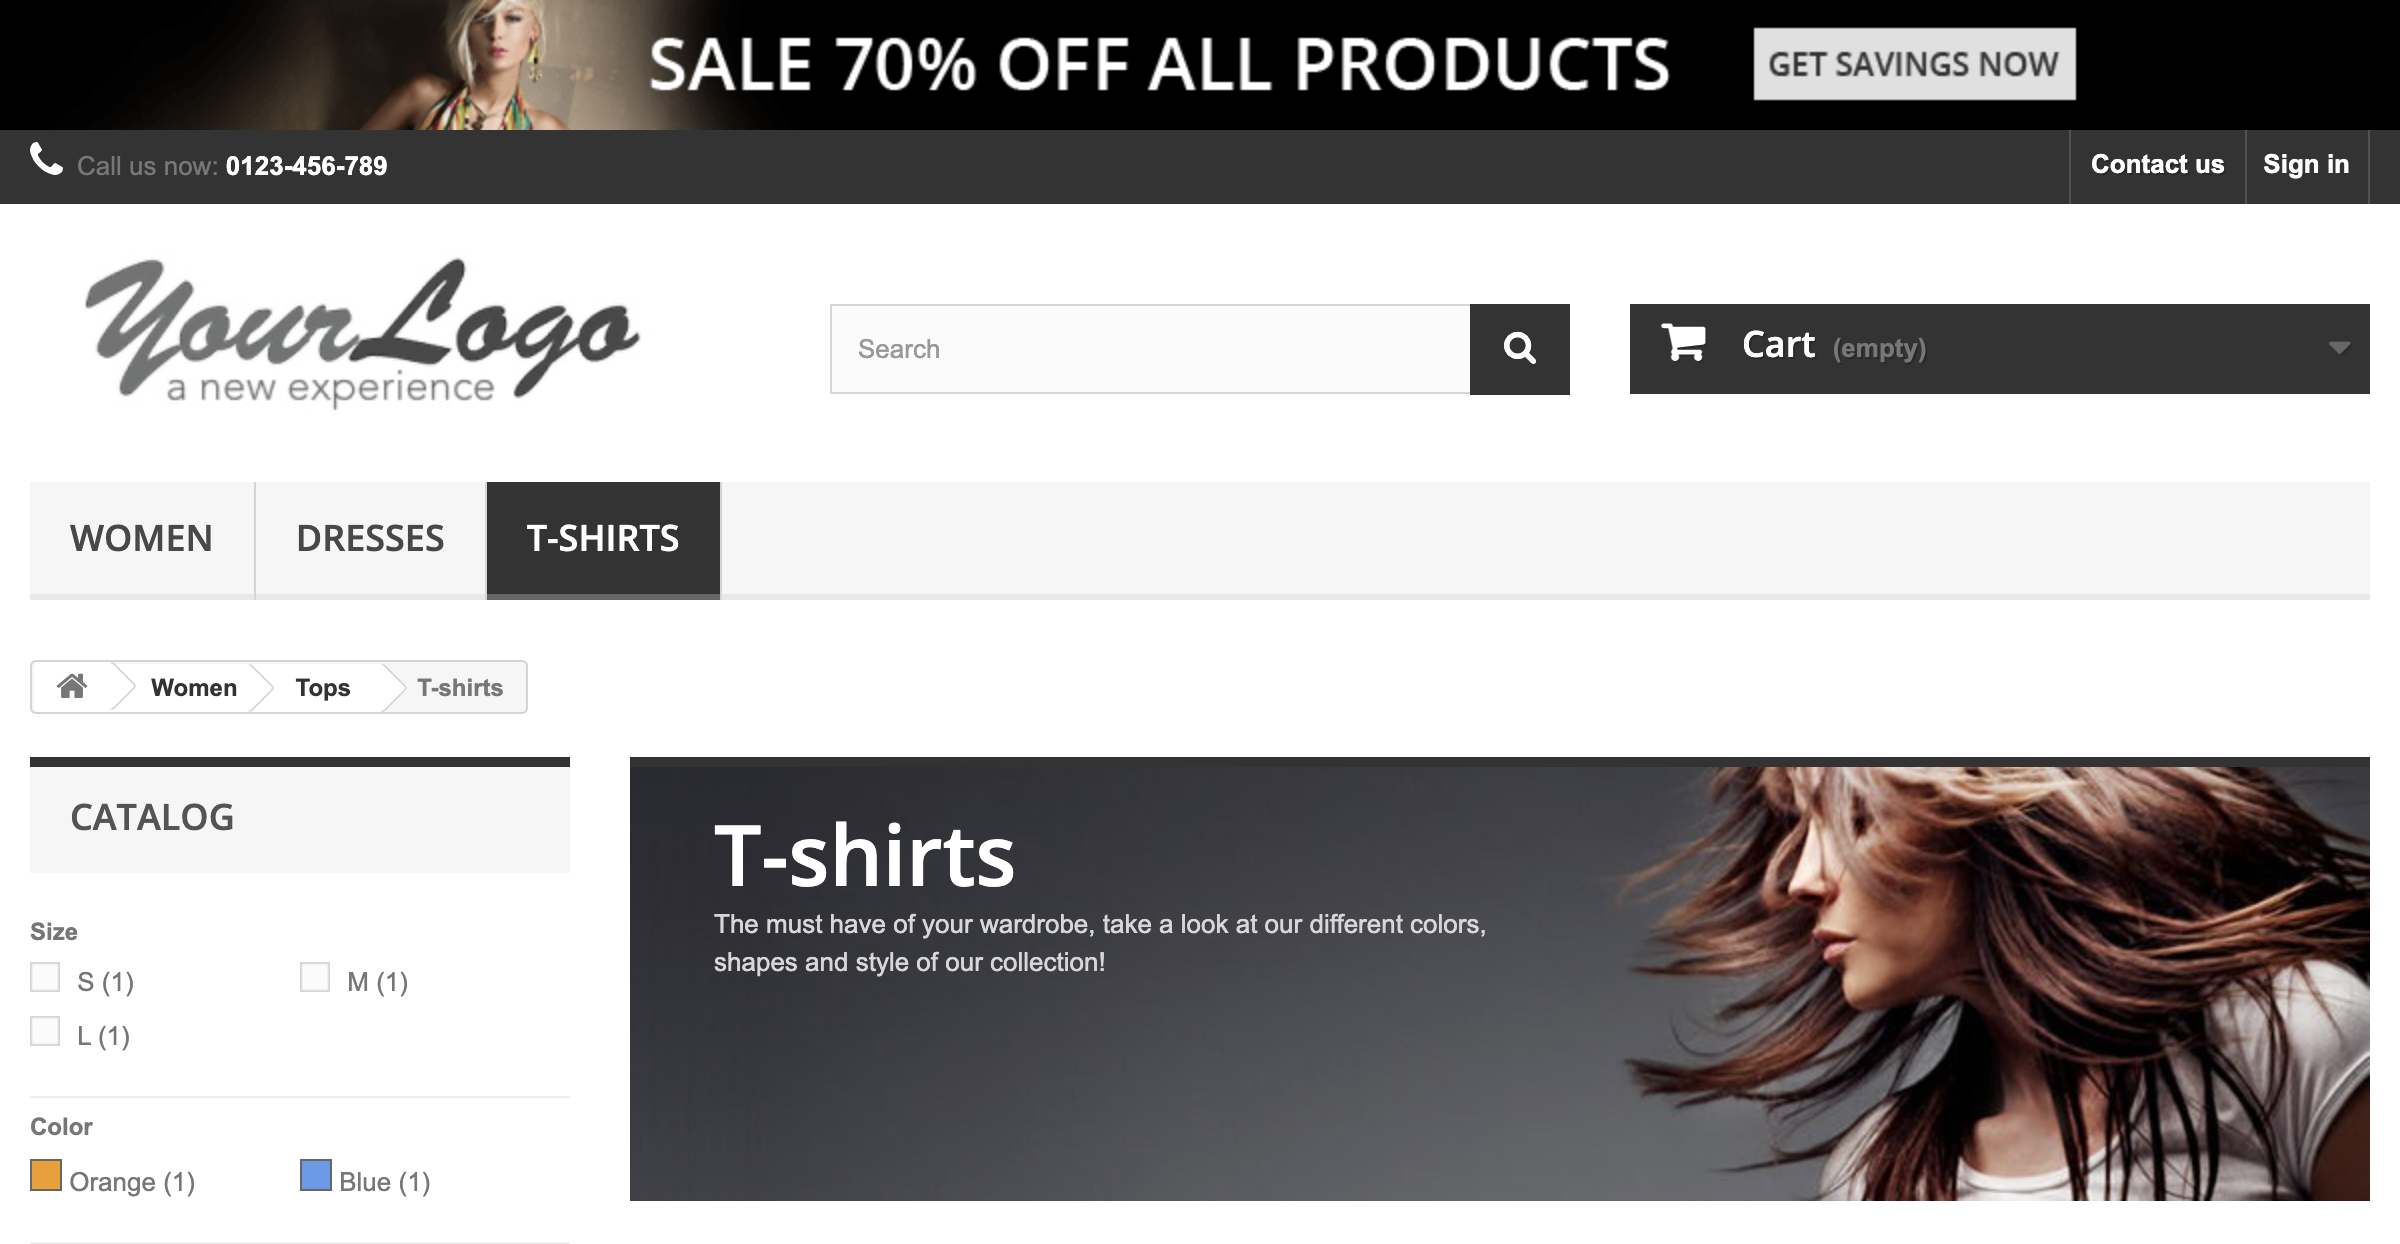 SALE 70% OFF ALL PRODUCTS
GET SAVINGS NOW
Call us now: 0123-456-789
Contact us
Sign in
YourLogo
a new experience
Search
Cart (empty)
WOMEN
DRESSES
T-SHIRTS
Women
Tops
T-shirts
CATALOG
Size
S (1)
M (1)
L (1)
Color
Orange (1)
Blue (1)
T-shirts
The must have of your wardrobe, take a look at our different colors,
shapes and style of our collection!